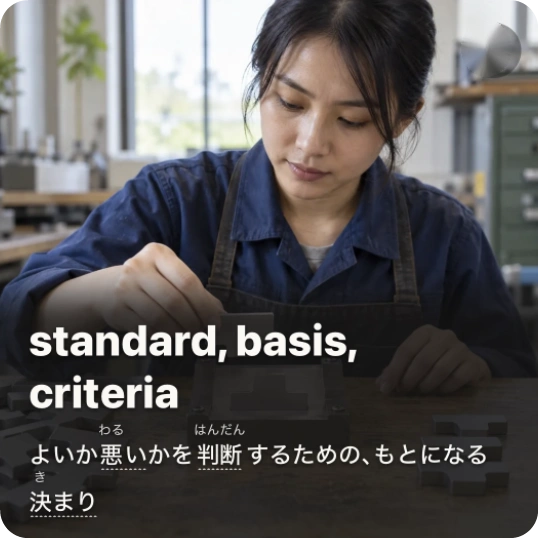 standard, basis,
criteria
わる はんだん
よいか悪いかを判断するための、もとになる
き
決まり